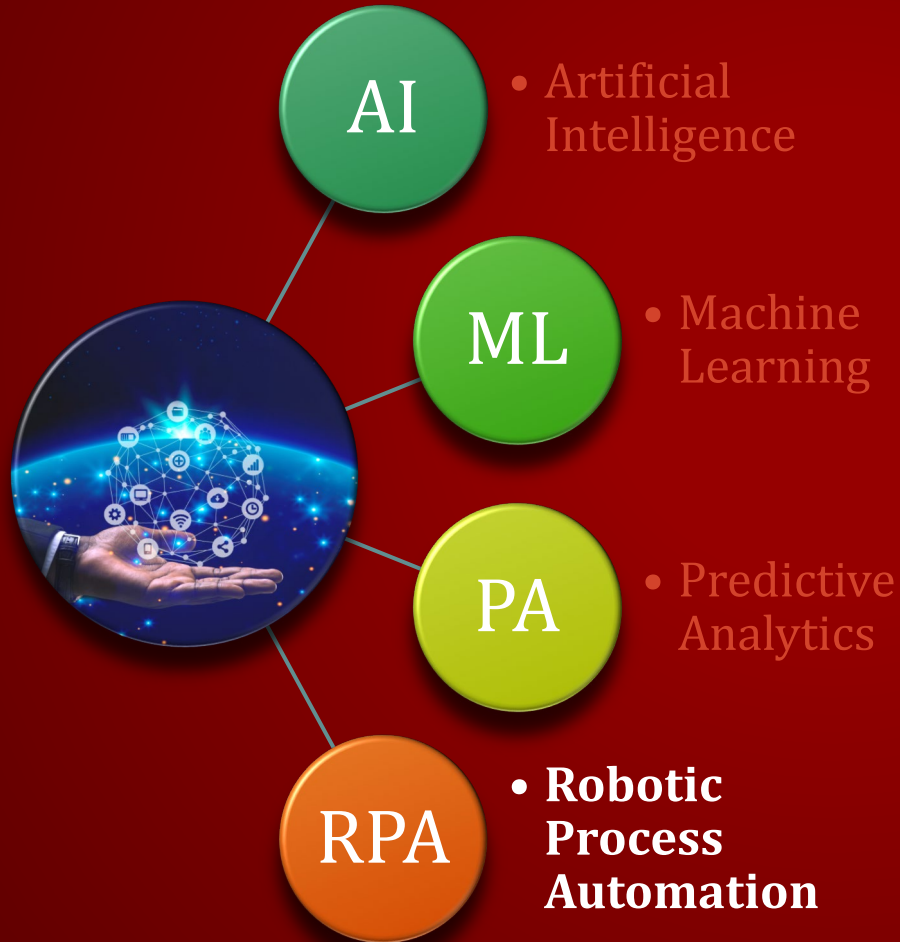 AI
• Artificial
Intelligence
ML
• Machine
Learning
PA
• Predictive
Analytics
RPA
• Robotic
Process
Automation